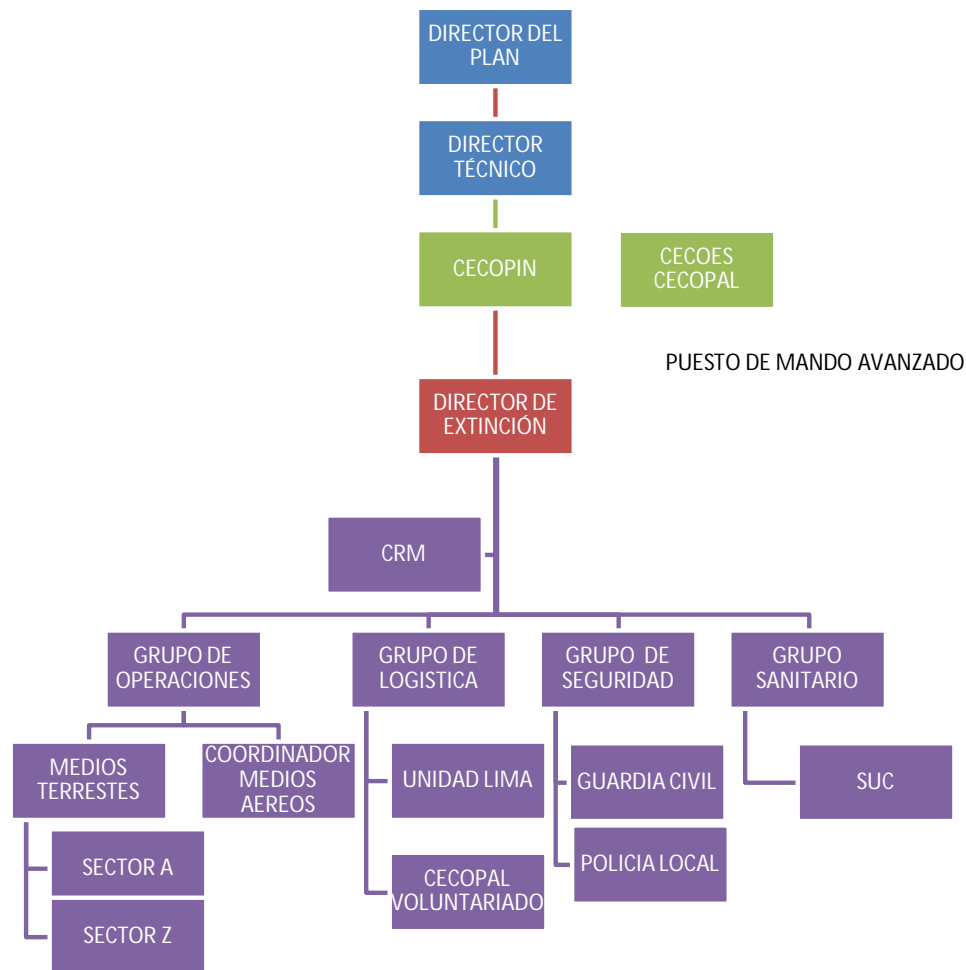 DIRECTOR DEL
PLAN
DIRECTOR
TÉCNICO
CECOPIN
CECOES
CECOPAL
PUESTO DE MANDO AVANZADO
DIRECTOR DE
EXTINCIÓN
CRM
GRUPO DE
OPERACIONES
GRUPO DE
LOGISTICA
GRUPO DE
SEGURIDAD
GRUPO
SANITARIO
MEDIOS
TERRESTES
COORDINADOR
MEDIOS
AEREOS
UNIDAD LIMA
GUARDIA CIVIL
SUC
SECTOR A
CECOPAL
VOLUNTARIADO
POLICIA LOCAL
SECTOR Z